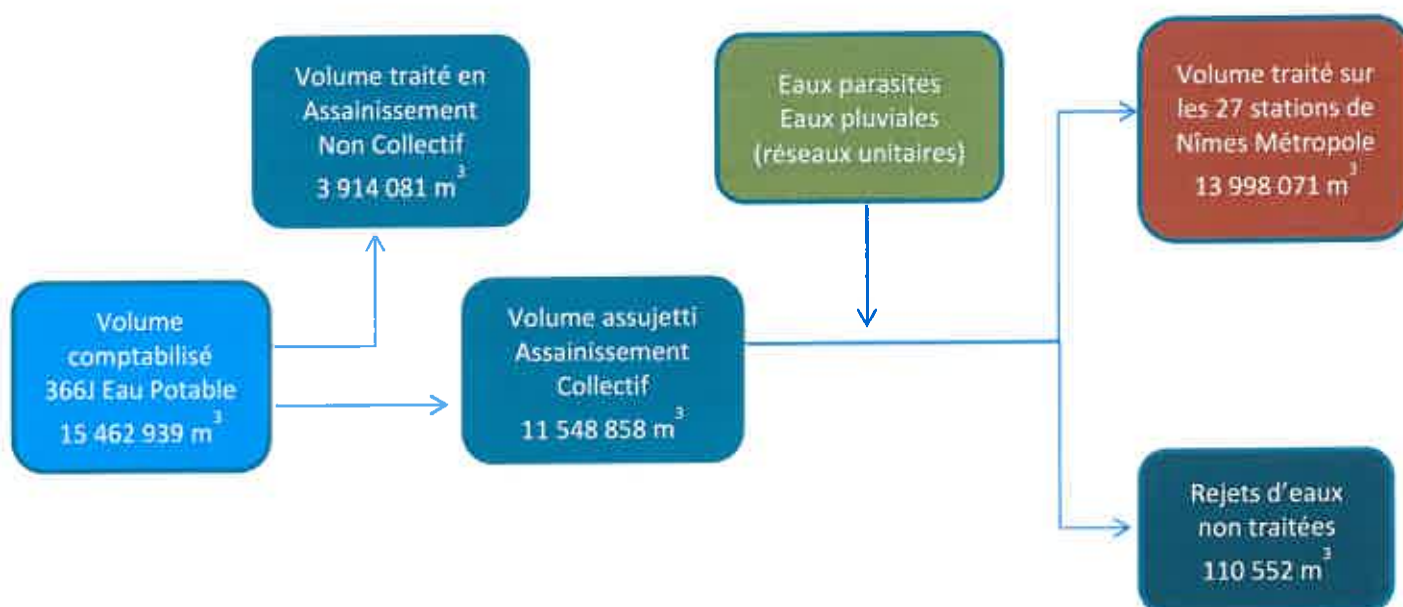 Volume traité en
Assainissement
Non Collectif
3 914 081 m³
Eaux parasites
Eaux pluviales
(réseaux unitaires)
Volume traité sur
les 27 stations de
Nîmes Métropole
13 998 071 m³
Volume
comptabilisé
366J Eau Potable
15 462 939 m³
Volume assujetti
Assainissement
Collectif
11 548 858 m³
Rejets d'eaux
non traitées
110 552 m³